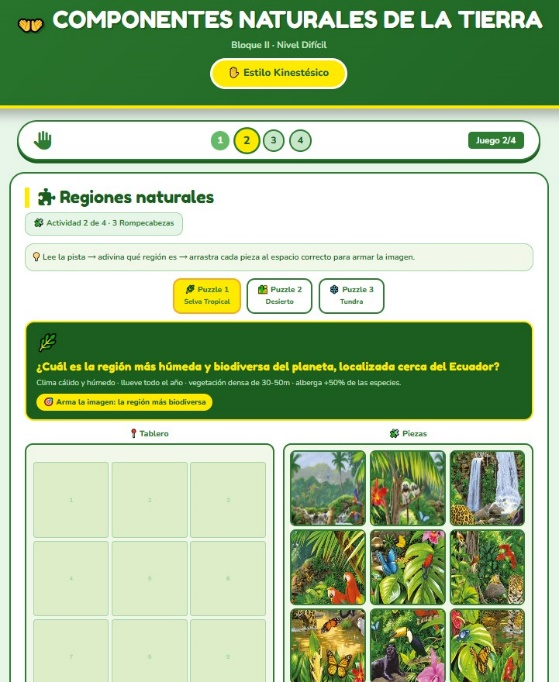 COMPONENTES NATURALES DE LA TIERRA
Bloque II · Nivel Difícil
Estilo Kinestésico
1 2 3 4
Juego 2/4
Regiones naturales
Actividad 2 de 4 · 3 Rompecabezas
Lee la pista → adivina qué región es → arrastra cada pieza al espacio correcto para armar la imagen.
Puzzle 1
Selva Tropical
Puzzle 2
Desierto
Puzzle 3
Tundra
¿Cuál es la región más húmeda y biodiversa del planeta, localizada cerca del Ecuador?
Clima cálido y húmedo · llueve todo el año · vegetación densa de 30-50m · alberga +50% de las especies.
Arma la imagen: la región más biodiversa
Tablero
Piezas
1 2 3
4 5 6
7 8 9